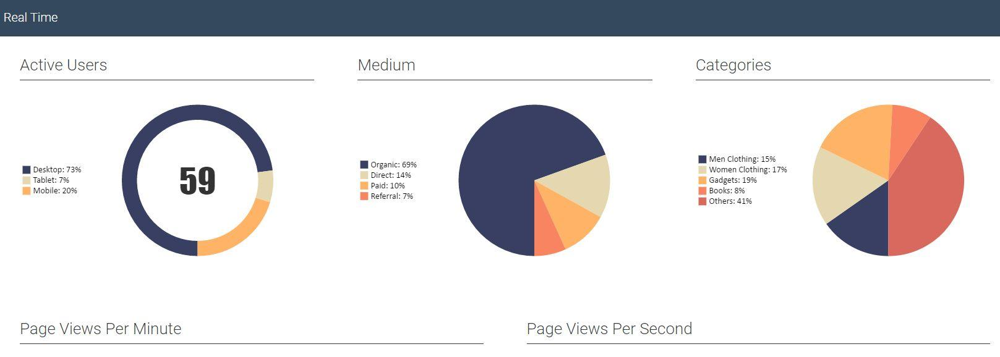 Real Time
Active Users
Desktop: 73%
Tablet: 7%
Mobile: 20%
59
Medium
Organic: 69%
Direct: 14%
Paid: 10%
Referral: 7%
Categories
Men Clothing: 15%
Women Clothing: 17%
Gadgets: 19%
Books: 8%
Others: 41%
Page Views Per Minute
Page Views Per Second